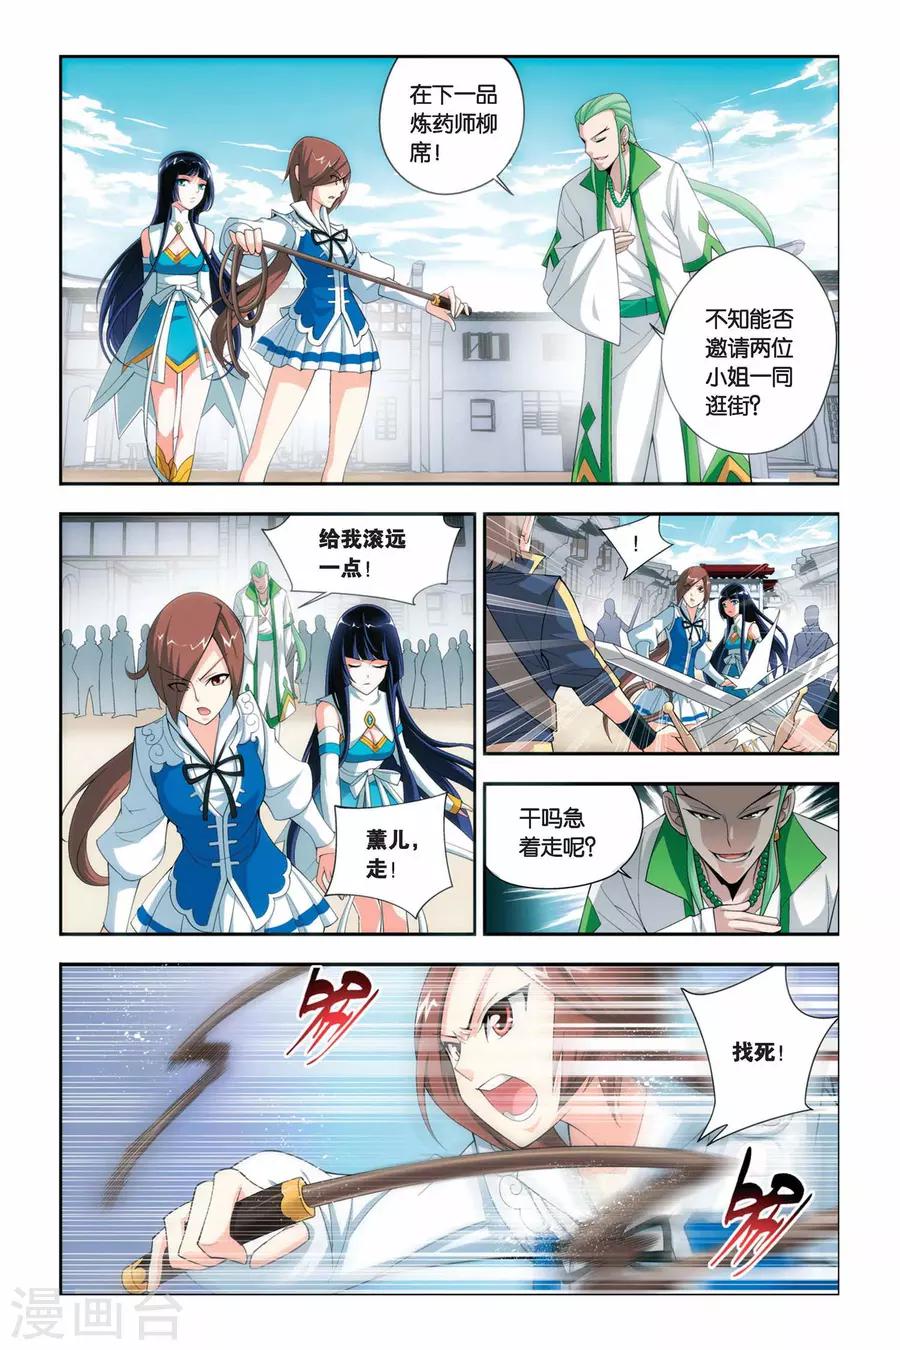 在下一品
炼药师柳
席！
不知能否
邀请两位
小姐一同
逛街？
给我滚远
一点！
薰儿，
走！
！
干吗急
着走呢？
啪
找死！
啪
漫画台